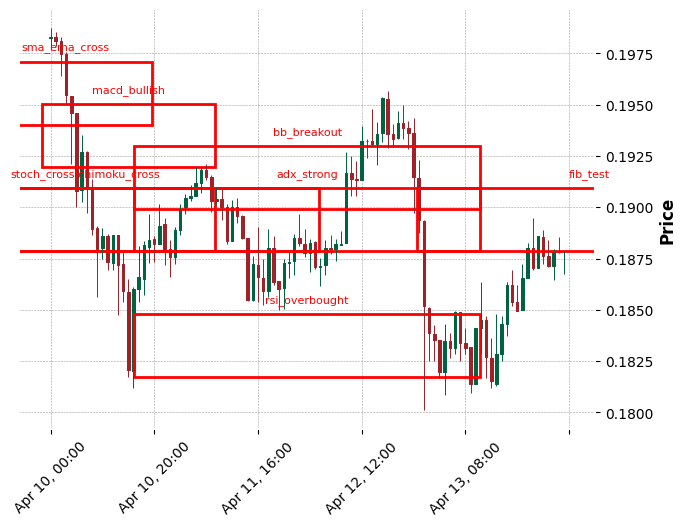 sma_ema_cross
macd_bullish
bb_breakout
adx_strong
fib_test
rsi_overbought
0.1975
0.1950
0.1925
0.1900
0.1875
0.1850
0.1825
0.1800
Price
Apr 10, 00:00
Apr 10, 20:00
Apr 11, 16:00
Apr 12, 12:00
Apr 13, 08:00